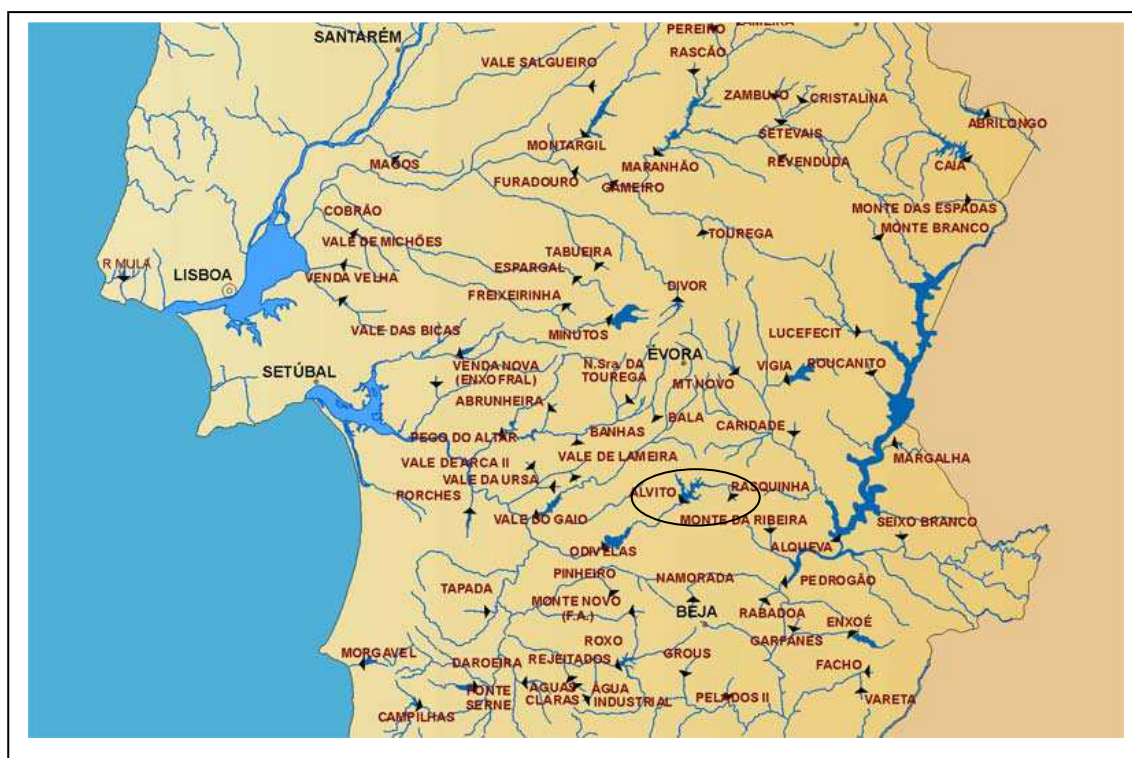 SANTARÉM
PEREIRO
RASCÃO
VALE SALGUEIRO
ZAMBUJO
CRISTALINA
ABRILONGO
SETEVAIS
MONTARGIL
MAGOS
MARANHÃO
REVENDUDA
CAIA
FURADOURO
GAMEIRO
MONTE DAS ESPADAS
COBRÃO
MONTE BRANCO
TOUREGA
VALE DE MICHÕES
TABUEIRA
R MULA
LISBOA
ESPARGAL
VENDA VELHA
DIVOR
FREIXEIRINHA
VALE DAS BICAS
MINUTOS
LUCEFECIT
ÉVORA
SETÚBAL
VENDA NOVA
(ENXOFRAL)
N.Sra DA
TOUREGA
VIGIA
ROUCANITO
MT NOVO
ABRUNHEIRA
BALA
PEGO DO ALTAR
BANHAS
CARIDADE
VALE DE ARCA II
VALE DE LAMEIRA
MARGALHA
VALE DA URSA
PORCHES
ALVITO
RASQUINHA
VALE DO GAIO
MONTE DA RIBEIRA
SEIXO BRANCO
ODIVELAS
ALQUEVA
PINHEIRO
TAPADA
NAMORADA
PEDROGÃO
MONTE NOVO
(F.A.)
BEJA
RABADOA
ENXOÉ
GARFANES
ROXO
MORGAVEL
DAROEIRA
REJEITADOS
GROUS
FACHO
FONTE
SERNE
AGUAS
CLARAS
ÁGUA
INDUSTRIAL
PELADOS II
VARETA
CAMPILHAS